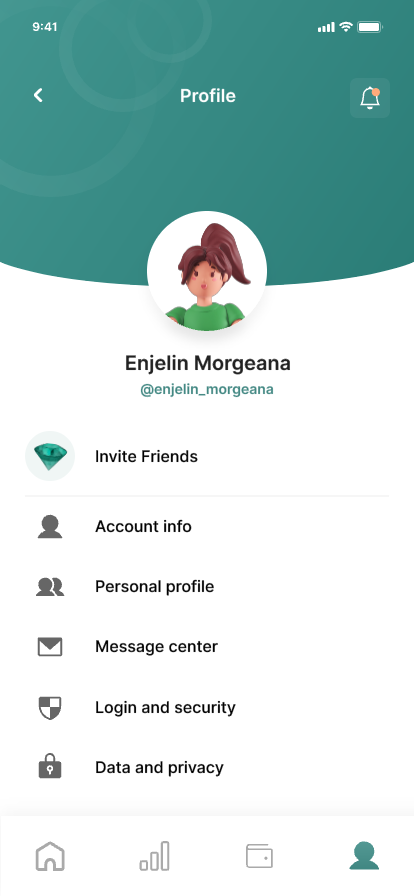 9:41
Profile
Enjelin Morgeana
@enjelin_morgeana
Invite Friends
Account info
Personal profile
Message center
Login and security
Data and privacy